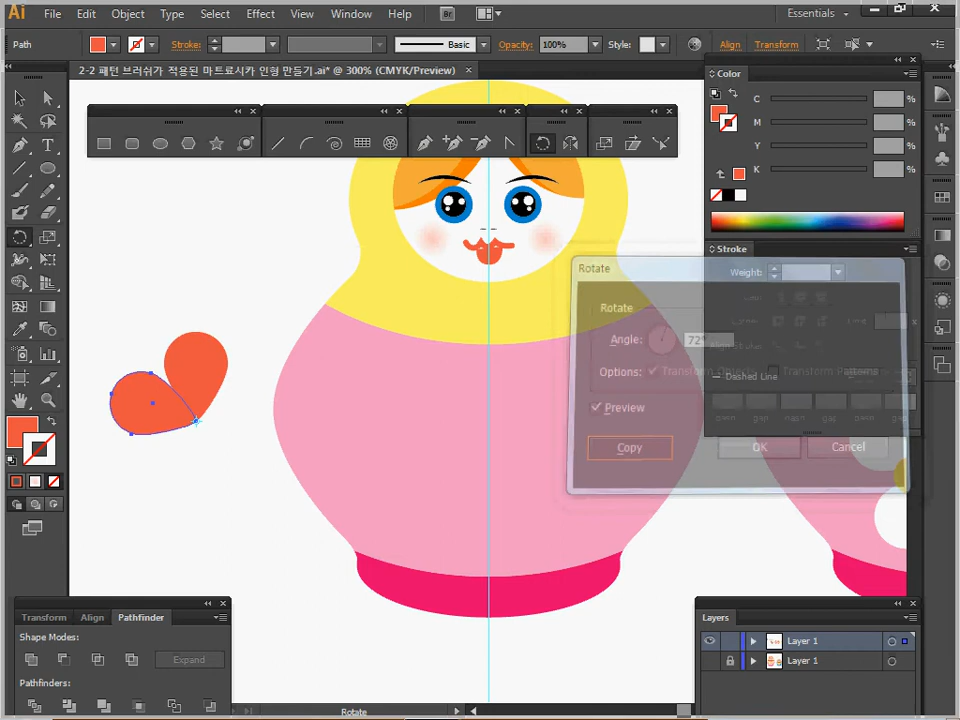 Ai File Edit Object Type Select Effect View Window Help Br Essentials
Path Stroke: Basic Opacity: 100% Style: Align Transform
2-2 패턴 브러쉬가 적용된 마트료시카 인형 만들기.ai* @ 300% (CMYK/Preview)
Color
C %
M %
Y %
K %
Stroke
Weight:
Rotate
Rotate
Angle: 72°
Options: Transform Objects Transform Patterns
Dashed Line
Preview
Copy OK Cancel
Transform Align Pathfinder
Shape Modes:
Expand
Pathfinders:
Layers
Layer 1
Layer 1
Rotate